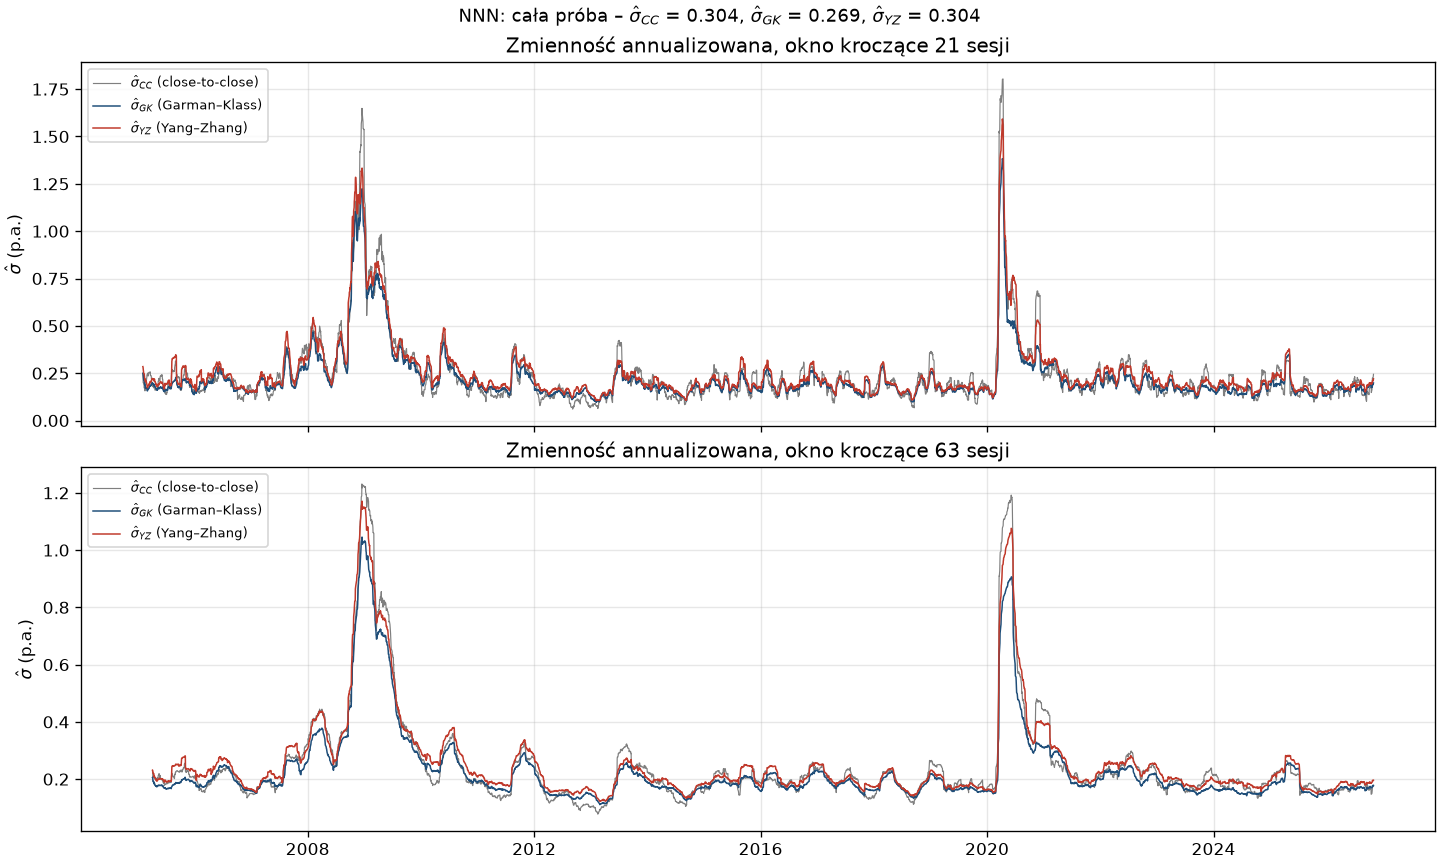 NNN: cała próba – σ̂CC = 0.304, σ̂GK = 0.269, σ̂YZ = 0.304
Zmienność annualizowana, okno kroczące 21 sesji
σ̂CC (close-to-close)
σ̂GK (Garman–Klass)
σ̂YZ (Yang–Zhang)
1.75
1.50
1.25
1.00
0.75
0.50
0.25
0.00
σ̂ (p.a.)
Zmienność annualizowana, okno kroczące 63 sesji
σ̂CC (close-to-close)
σ̂GK (Garman–Klass)
σ̂YZ (Yang–Zhang)
1.2
1.0
0.8
0.6
0.4
0.2
σ̂ (p.a.)
2008 2012 2016 2020 2024